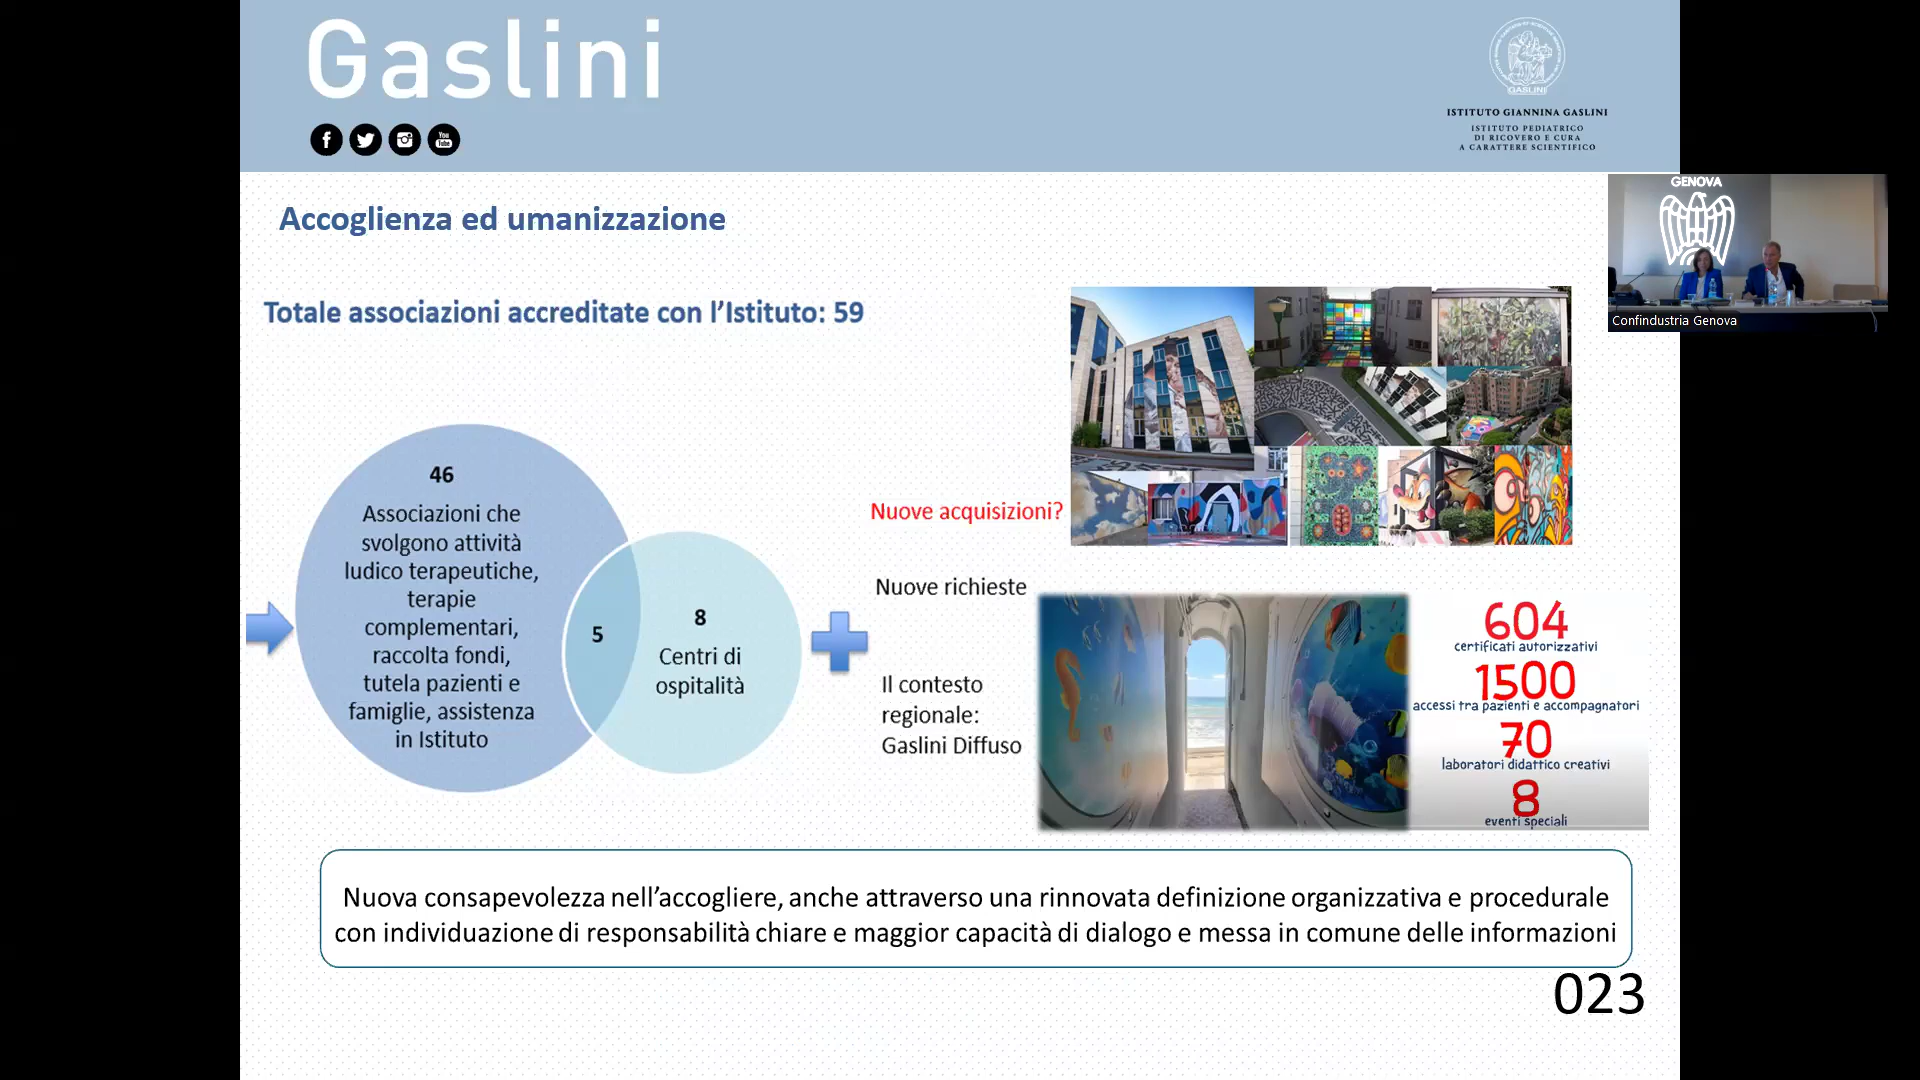 Gaslini
f
You
Tube
GASLINI
ISTITUTO GIANNINA GASLINI
ISTITUTO PEDIATRICO
DI RICOVERO E CURA
A CARATTERE SCIENTIFICO
Accoglienza ed umanizzazione
Totale associazioni accreditate con l’Istituto: 59
46
Associazioni che
svolgono attività
ludico terapeutiche,
terapie
complementari,
raccolta fondi,
tutela pazienti e
famiglie, assistenza
in Istituto
5
8
Centri di
ospitalità
Nuove acquisizioni?
Nuove richieste
Il contesto
regionale:
Gaslini Diffuso
604
certificati autorizzativi
1500
accessi tra pazienti e accompagnatori
70
laboratori didattico creativi
8
eventi speciali
Nuova consapevolezza nell’accogliere, anche attraverso una rinnovata definizione organizzativa e procedurale
con individuazione di responsabilità chiare e maggior capacità di dialogo e messa in comune delle informazioni
023
GENOVA
Confindustria Genova